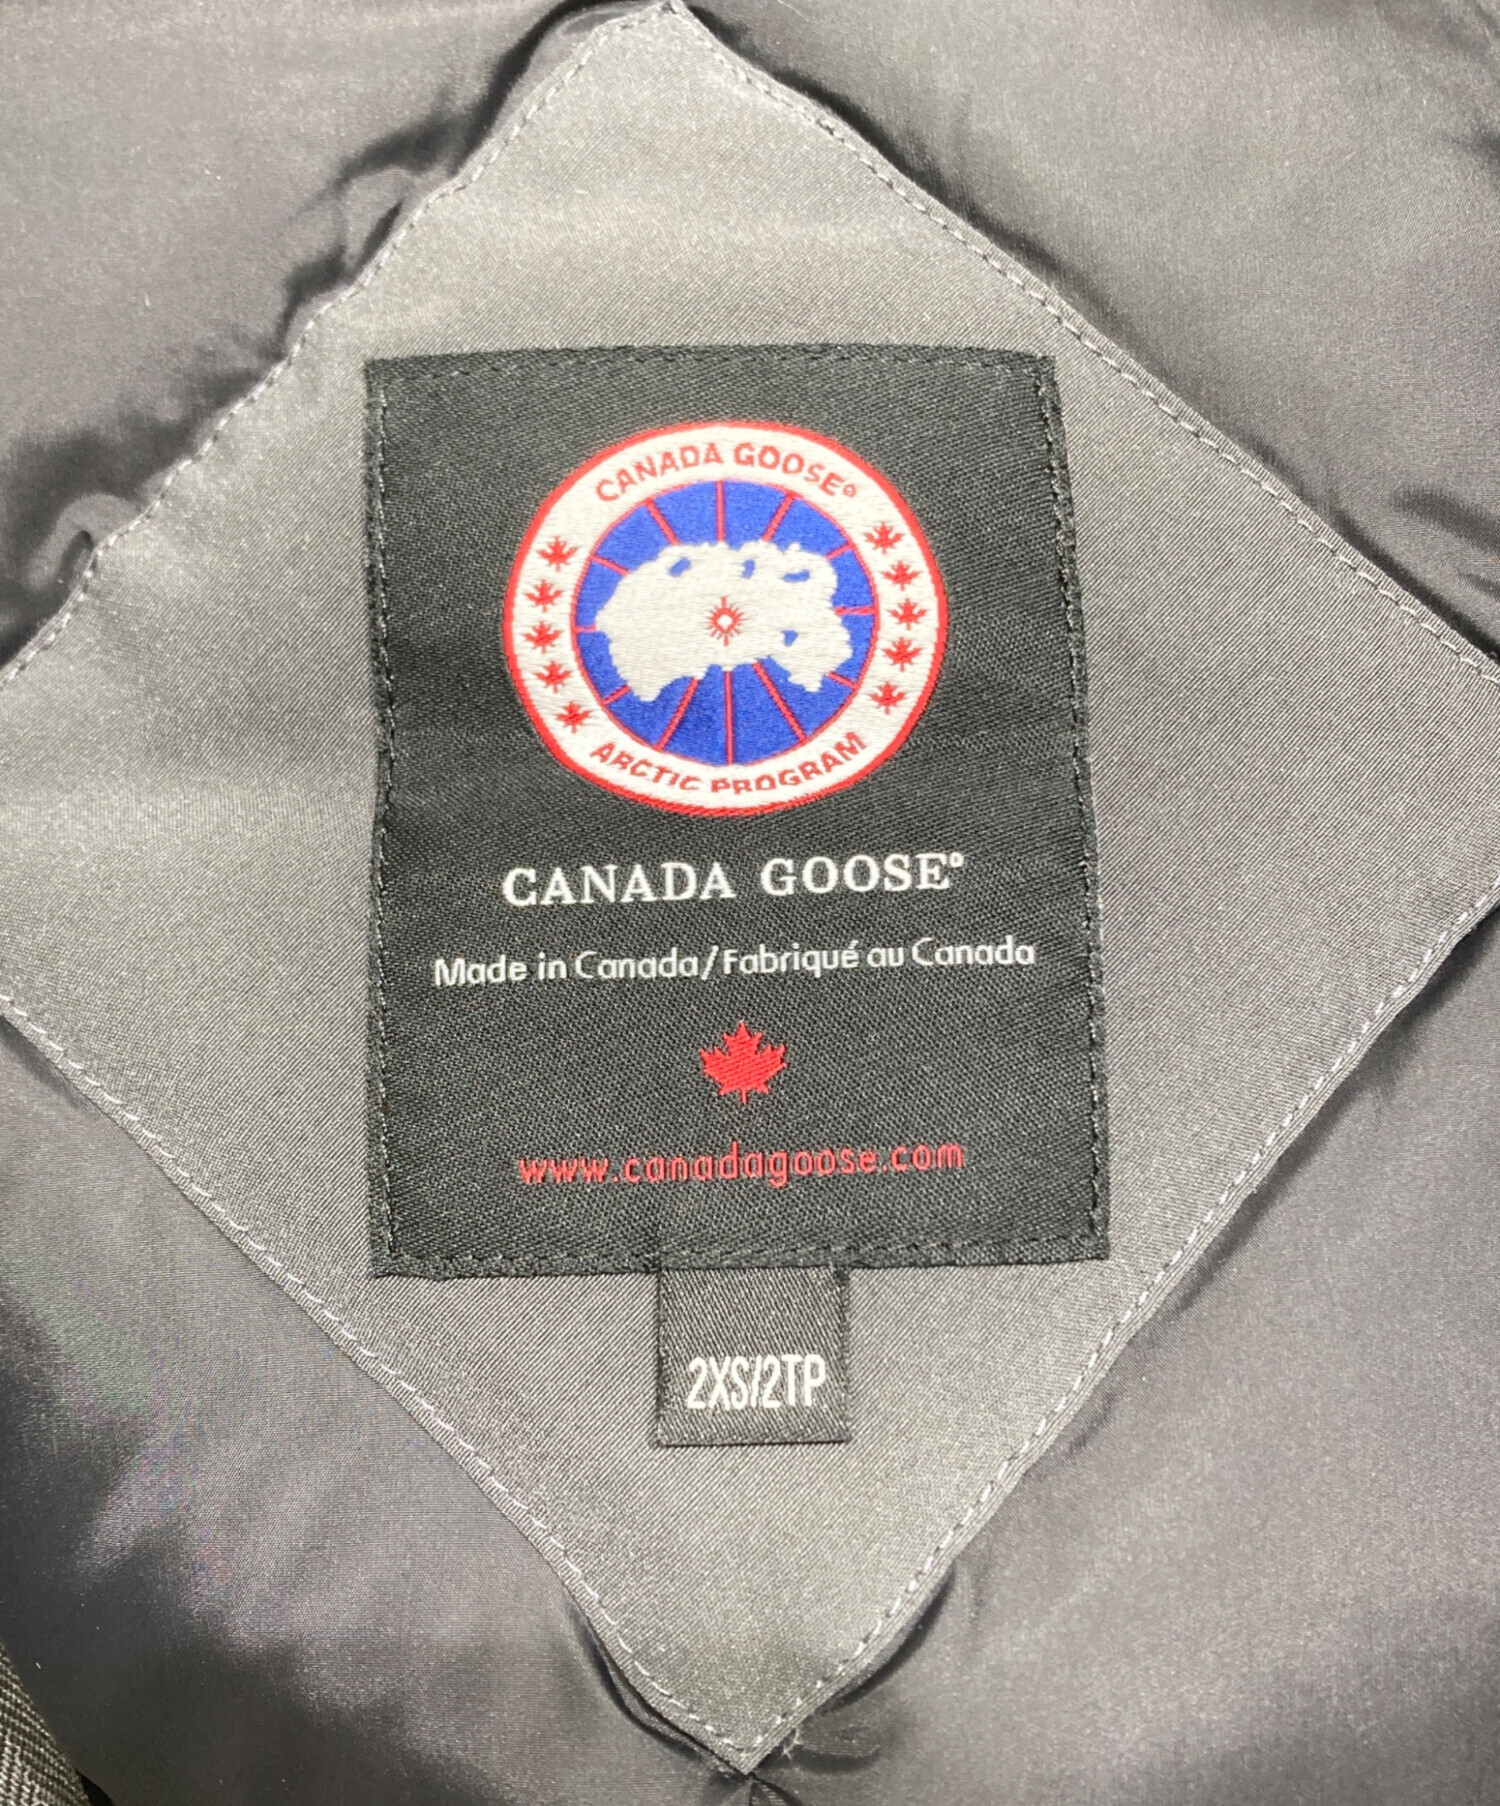 CANADA GOOSE®
ARCTIC PROGRAM
CANADA GOOSE®
Made in Canada/Fabriqué au Canada
www.canadagoose.com
2XS/2TP